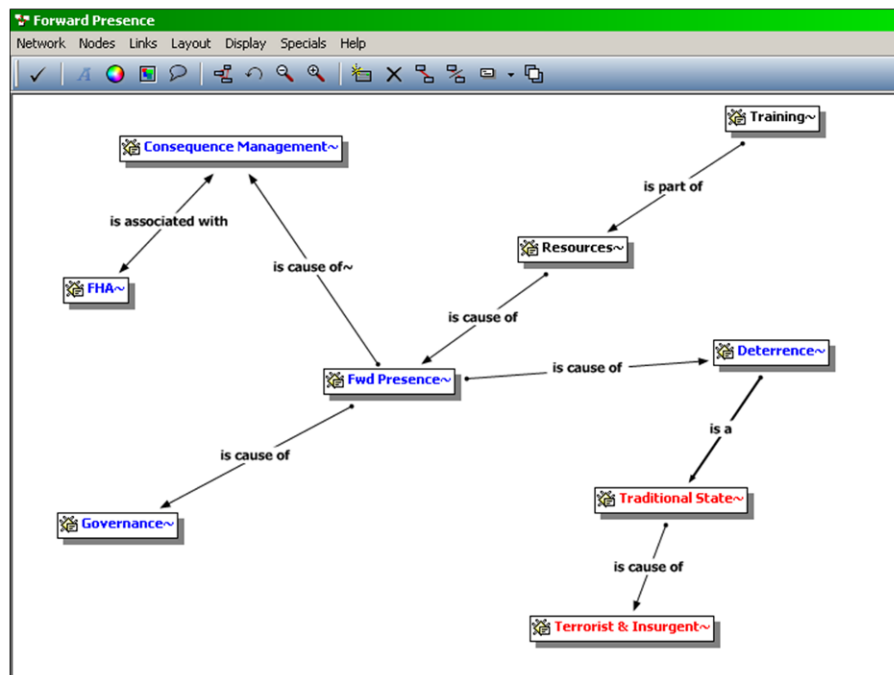 Forward Presence
Network Nodes Links Layout Display Specials Help
A
Training~
Consequence Management~
is part of
is associated with
Resources~
is cause of~
FHA~
is cause of
Deterrence~
is cause of
Fwd Presence~
is a
is cause of
Traditional State~
Governance~
is cause of
Terrorist & Insurgent~